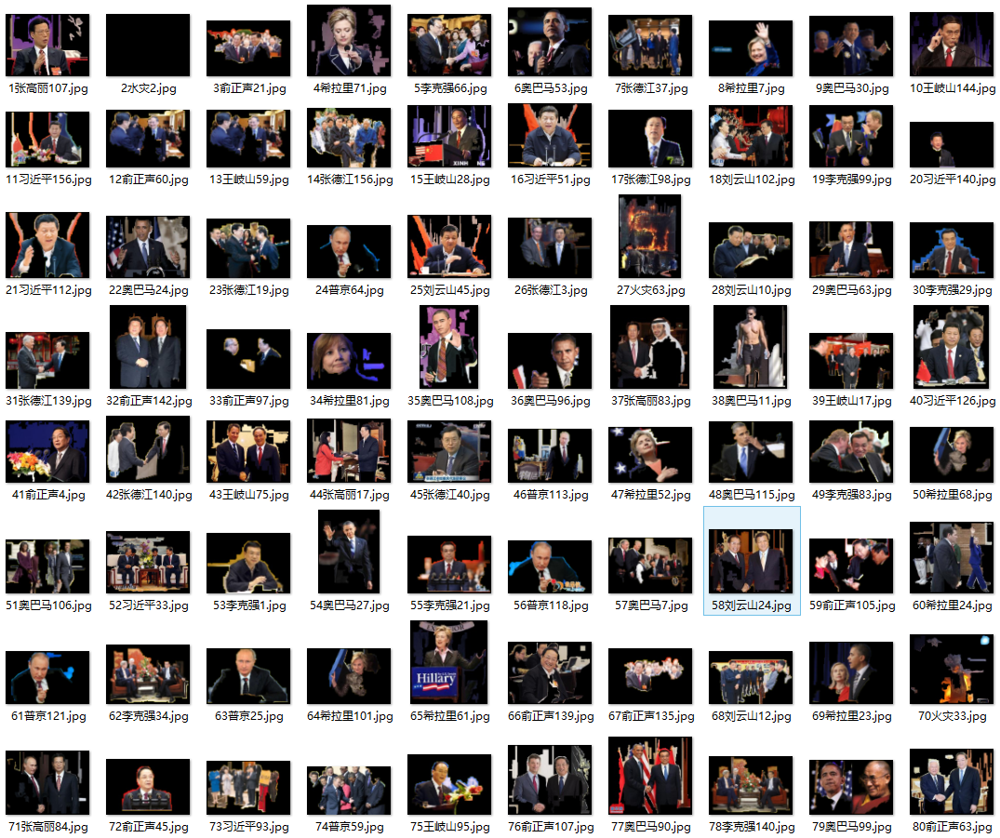 1张高丽107.jpg 2水灾2.jpg 3俞正声21.jpg 4希拉里71.jpg 5李克强66.jpg 6奥巴马53.jpg 7张德江37.jpg 8希拉里7.jpg 9奥巴马30.jpg 10王岐山144.jpg
XINH
11习近平156.jpg 12俞正声60.jpg 13王岐山59.jpg 14张德江156.jpg 15王岐山28.jpg 16习近平51.jpg 17张德江98.jpg 18刘云山102.jpg 19李克强99.jpg 20习近平140.jpg
21习近平112.jpg 22奥巴马24.jpg 23张德江19.jpg 24普京64.jpg 25刘云山45.jpg 26张德江3.jpg 27火灾63.jpg 28刘云山10.jpg 29奥巴马63.jpg 30李克强29.jpg
31张德江139.jpg 32俞正声142.jpg 33俞正声97.jpg 34希拉里81.jpg 35奥巴马108.jpg 36奥巴马96.jpg 37张高丽83.jpg 38奥巴马11.jpg 39王岐山17.jpg 40习近平126.jpg
41俞正声4.jpg 42张德江140.jpg 43王岐山75.jpg 44张高丽17.jpg 45张德江40.jpg 46普京113.jpg 47希拉里52.jpg 48奥巴马115.jpg 49李克强83.jpg 50希拉里68.jpg
51奥巴马106.jpg 52习近平33.jpg 53李克强1.jpg 54奥巴马27.jpg 55李克强21.jpg 56普京118.jpg 57奥巴马7.jpg 58刘云山24.jpg 59俞正声105.jpg 60希拉里24.jpg
Hillary
61普京121.jpg 62李克强34.jpg 63普京25.jpg 64希拉里101.jpg 65希拉里61.jpg 66俞正声139.jpg 67俞正声135.jpg 68刘云山12.jpg 69希拉里23.jpg 70火灾33.jpg
71张高丽84.jpg 72俞正声45.jpg 73习近平93.jpg 74普京59.jpg 75王岐山95.jpg 76俞正声107.jpg 77奥巴马90.jpg 78李克强140.jpg 79奥巴马99.jpg 80俞正声63.jpg